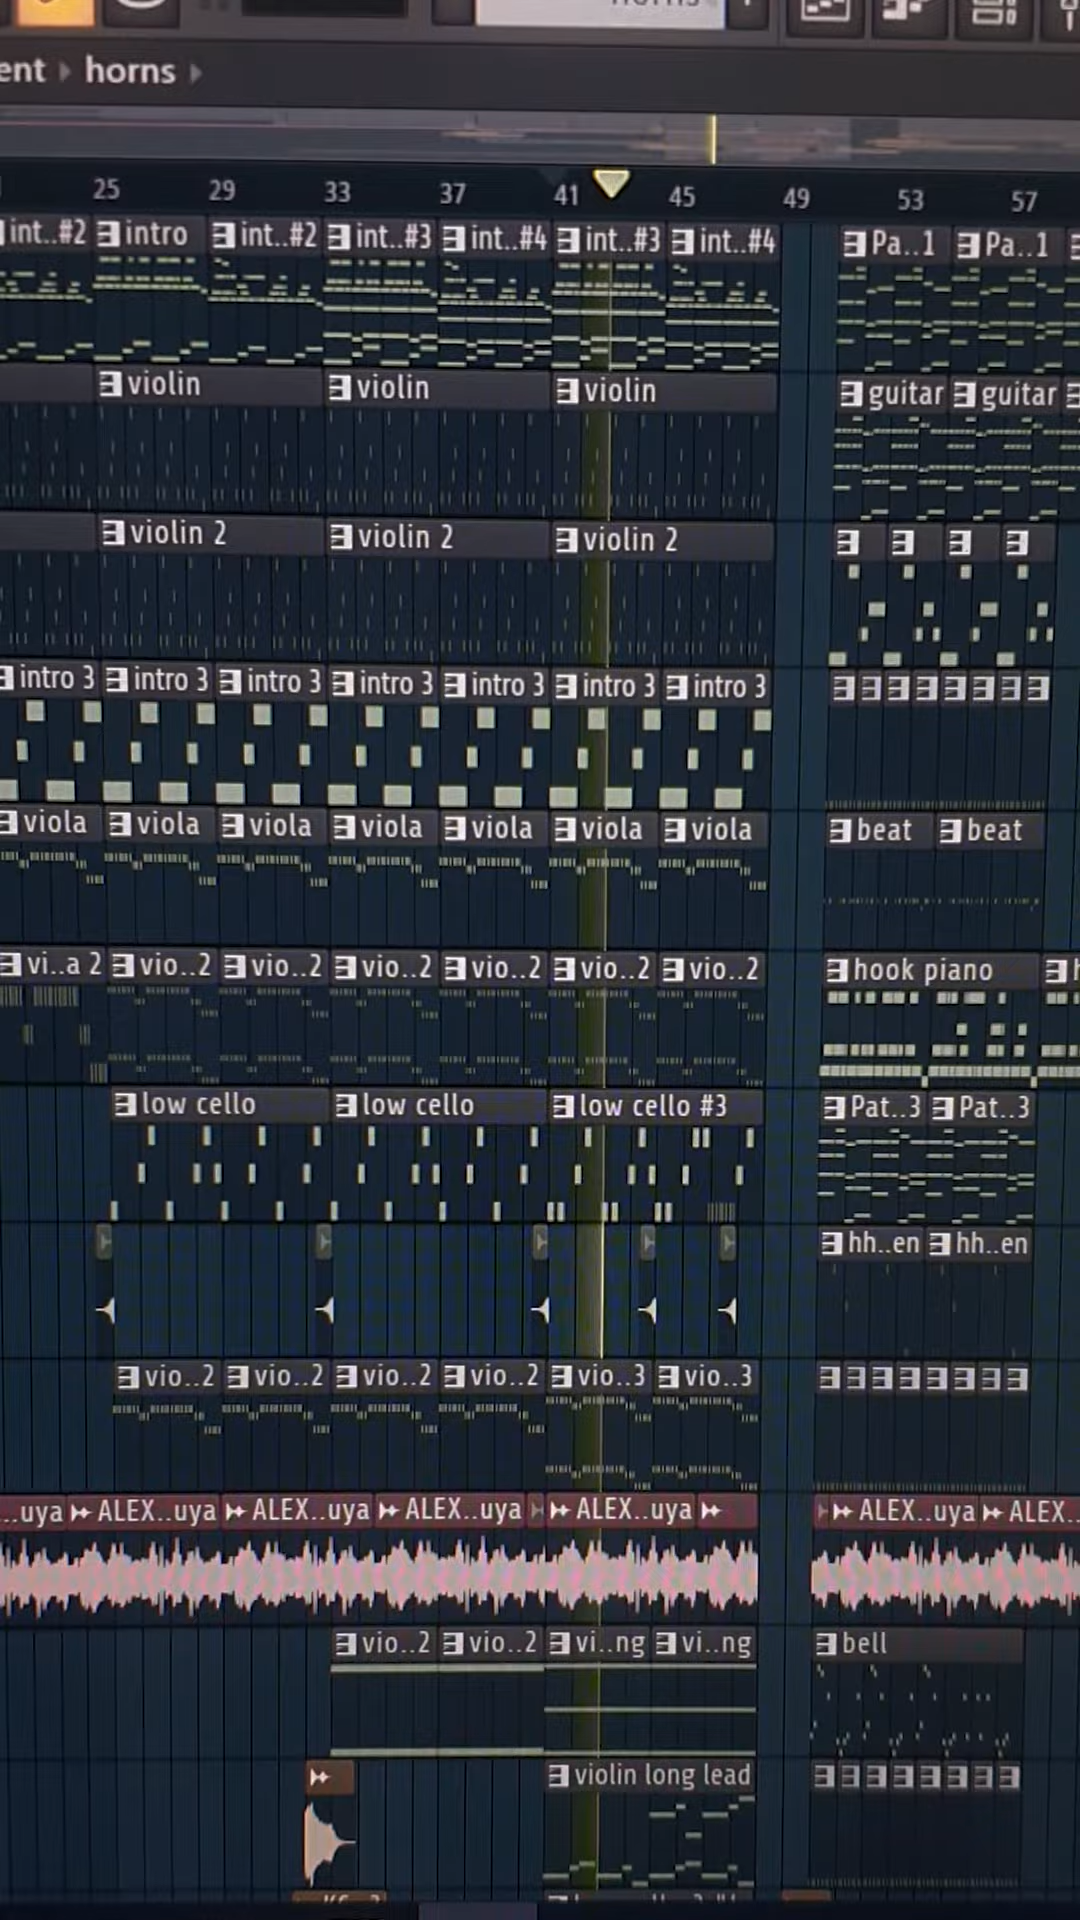 ent horns
25 29 33 37 41 45 49 53 57
int..#2 intro int..#2 int..#3 int..#4 int..#3 int..#4 Pa..1 Pa..1
violin violin violin guitar guitar
violin 2 violin 2 violin 2
intro 3 intro 3 intro 3 intro 3 intro 3 intro 3 intro 3
viola viola viola viola viola viola viola beat beat
vi..a 2 vio..2 vio..2 vio..2 vio..2 vio..2 vio..2 hook piano
low cello low cello low cello #3 Pat..3 Pat..3
hh..en hh..en
vio..2 vio..2 vio..2 vio..2 vio..3 vio..3
..uya ALEX..uya ALEX..uya ALEX..uya ALEX..uya ALEX..uya ALEX..
vio..2 vio..2 vi..ng vi..ng bell
violin long lead